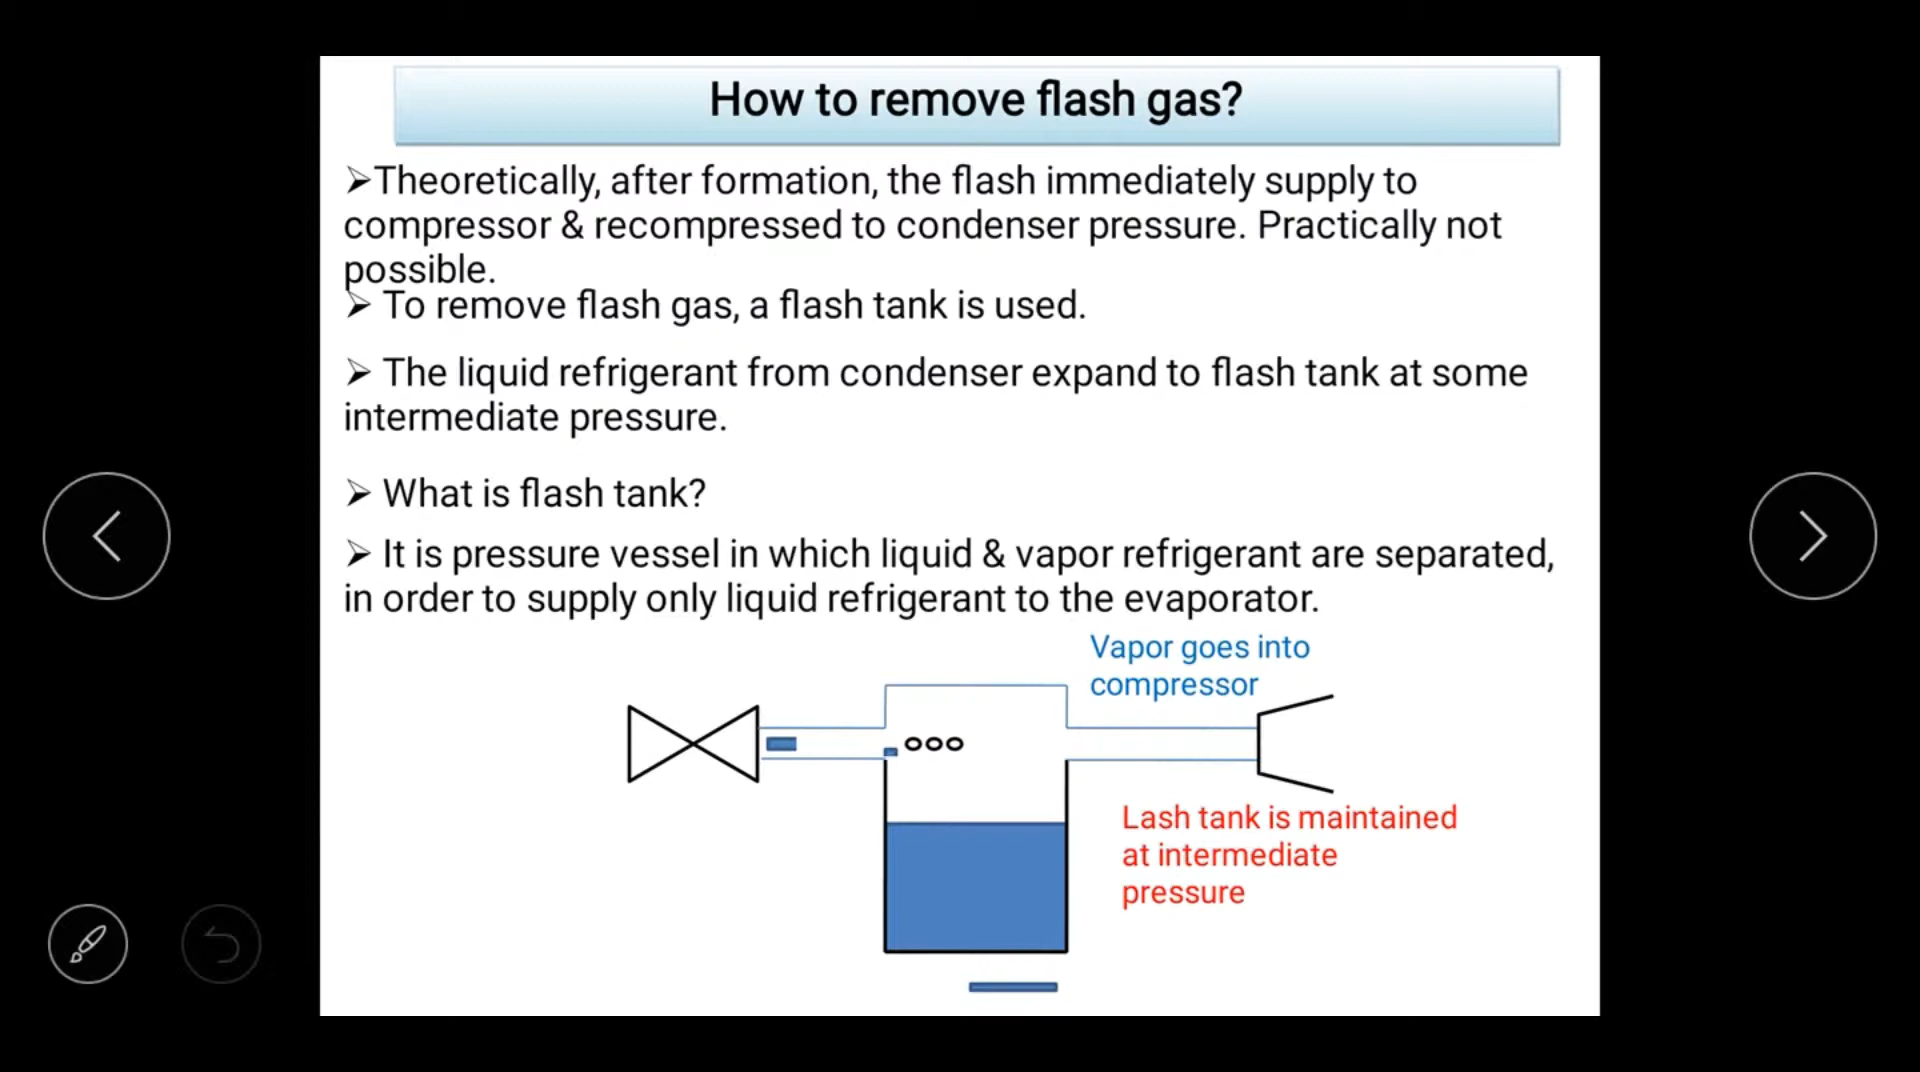 How to remove flash gas?
➢Theoretically, after formation, the flash immediately supply to
compressor & recompressed to condenser pressure. Practically not
possible.
➢ To remove flash gas, a flash tank is used.
➢ The liquid refrigerant from condenser expand to flash tank at some
intermediate pressure.
➢ What is flash tank?
➢ It is pressure vessel in which liquid & vapor refrigerant are separated,
in order to supply only liquid refrigerant to the evaporator.
Vapor goes into
compressor
Lash tank is maintained
at intermediate
pressure